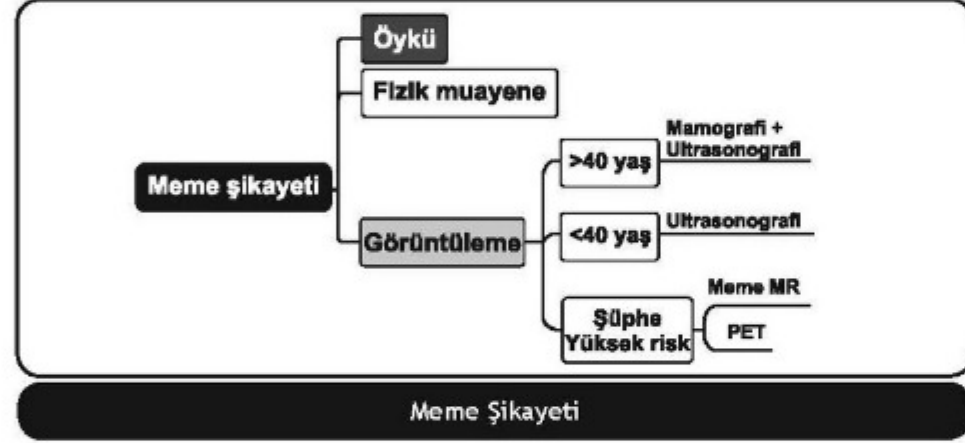 Öykü
Fizik muayene
Meme şikayeti
Görüntüleme
>40 yaş
Mamografi +
Ultrasonografi
<40 yaş
Ultrasonografi
Şüphe
Yüksek risk
Meme MR
PET
Meme Şikayeti